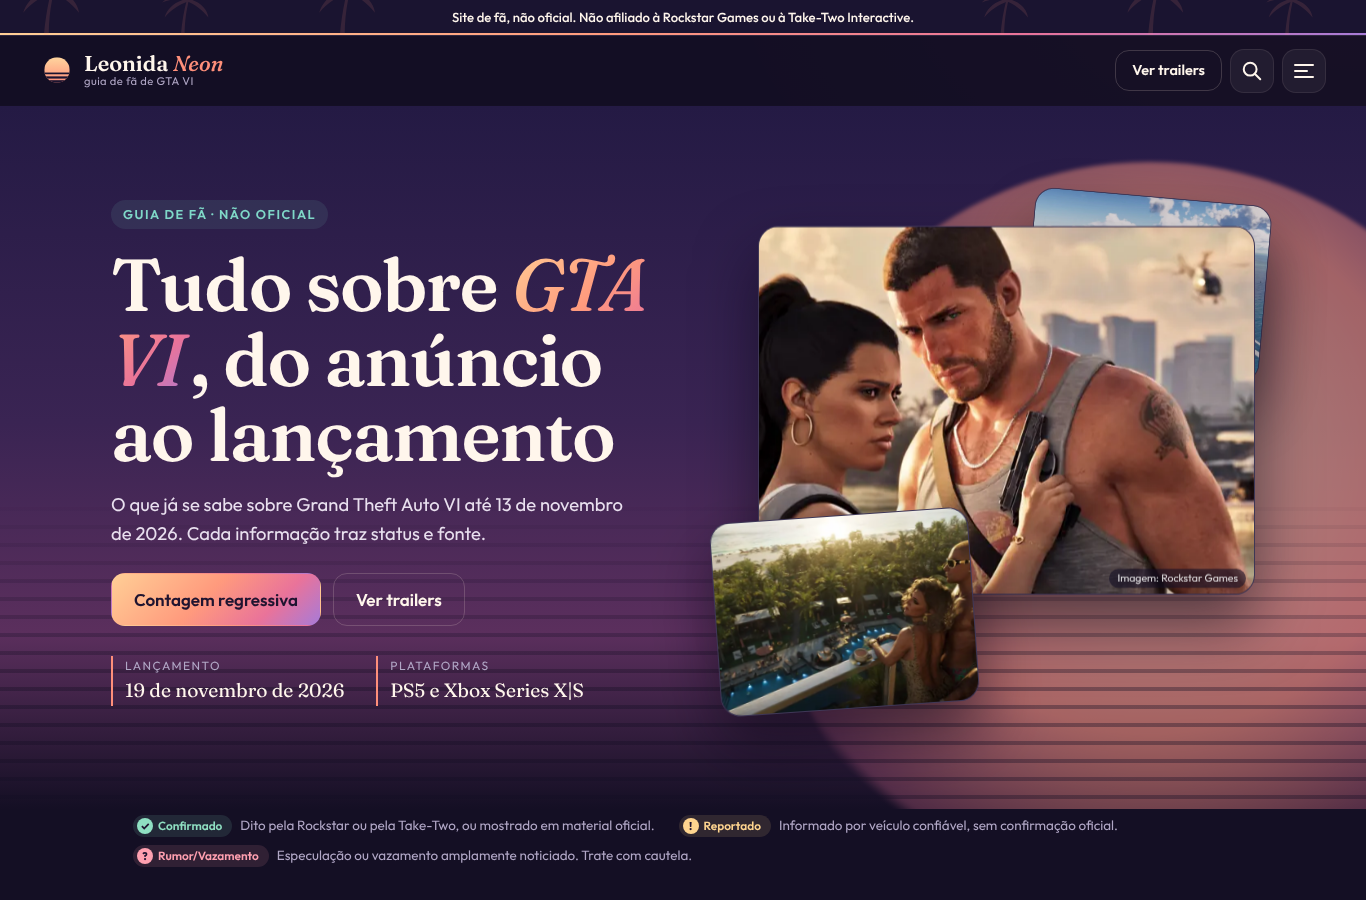 Site de fã, não oficial. Não afiliado à Rockstar Games ou à Take-Two Interactive.
Leonida Neon
guia de fã de GTA VI
Ver trailers
GUIA DE FÃ · NÃO OFICIAL
Tudo sobre GTA
VI, do anúncio
ao lançamento
O que já se sabe sobre Grand Theft Auto VI até 13 de novembro
de 2026. Cada informação traz status e fonte.
Contagem regressiva
Ver trailers
LANÇAMENTO
19 de novembro de 2026
PLATAFORMAS
PS5 e Xbox Series X|S
Imagem: Rockstar Games
Confirmado Dito pela Rockstar ou pela Take-Two, ou mostrado em material oficial.
Reportado Informado por veículo confiável, sem confirmação oficial.
Rumor/Vazamento Especulação ou vazamento amplamente noticiado. Trate com cautela.